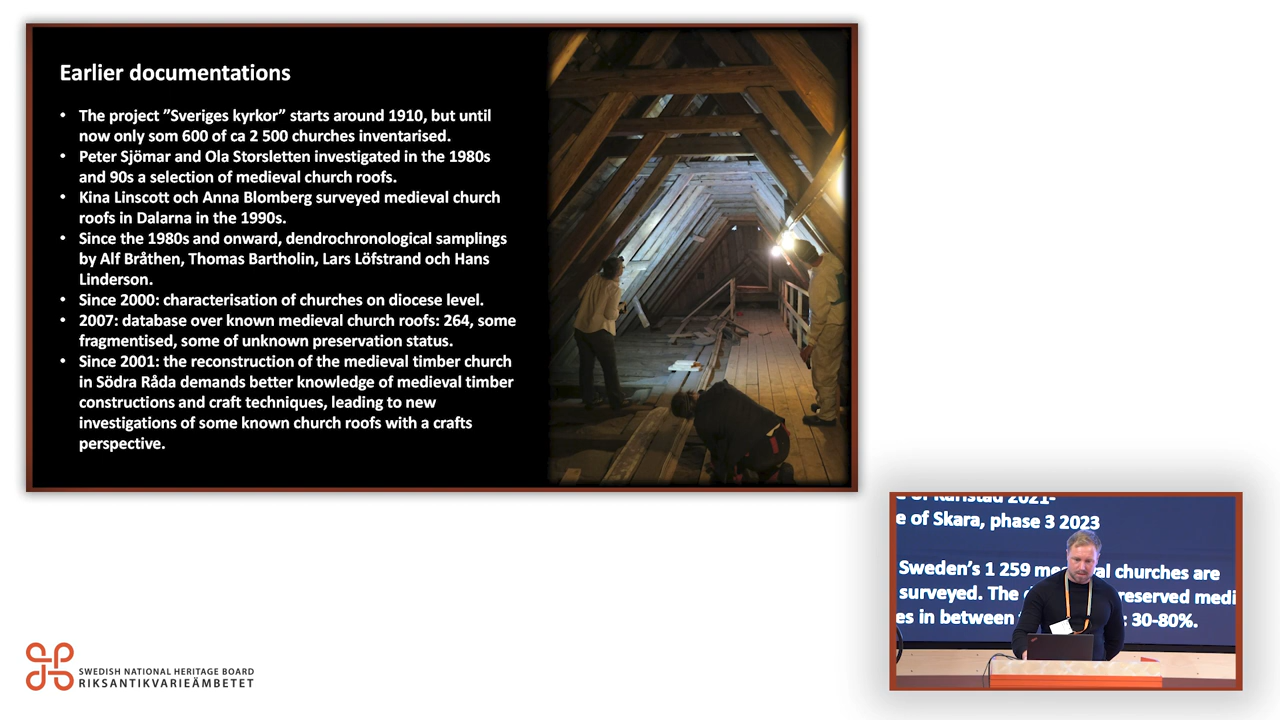 Earlier documentations
• The project ”Sveriges kyrkor” starts around 1910, but until
now only som 600 of ca 2 500 churches inventarised.
• Peter Sjömar and Ola Storsletten investigated in the 1980s
and 90s a selection of medieval church roofs.
• Kina Linscott och Anna Blomberg surveyed medieval church
roofs in Dalarna in the 1990s.
• Since the 1980s and onward, dendrochronological samplings
by Alf Bråthen, Thomas Bartholin, Lars Löfstrand och Hans
Linderson.
• Since 2000: characterisation of churches on diocese level.
• 2007: database over known medieval church roofs: 264, some
fragmentised, some of unknown preservation status.
• Since 2001: the reconstruction of the medieval timber church
in Södra Råda demands better knowledge of medieval timber
constructions and craft techniques, leading to new
investigations of some known church roofs with a crafts
perspective.
e of Karlstad 2021-
e of Skara, phase 3 2023
Sweden’s 1 259 al churches are
surveyed. The reserved medi
es in between : 30-80%.
SWEDISH NATIONAL HERITAGE BOARD
RIKSANTIKVARIEÄMBETET